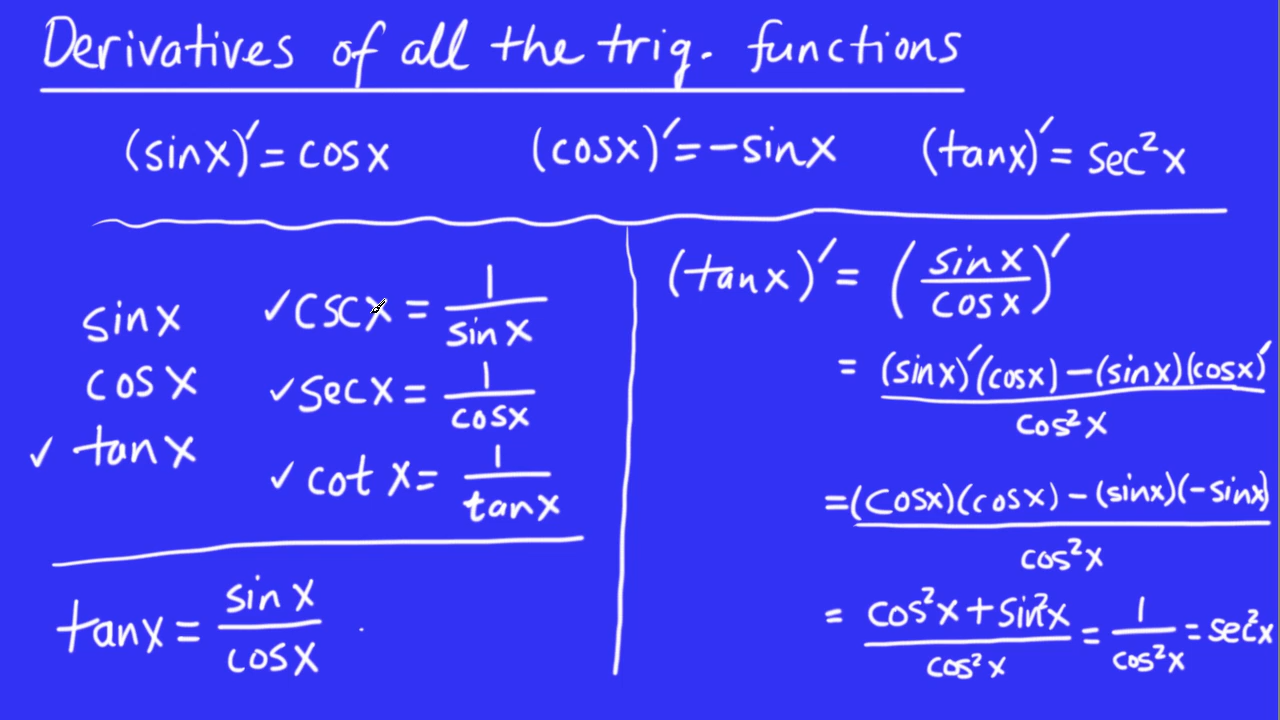 Derivatives of all the trig. functions
(sinx)′ = cosx (cosx)′ = -sinx (tanx)′ = sec²x
sinx ✓ cscx = 1/sinx
cosx ✓ secx = 1/cosx
✓ tanx ✓ cotx = 1/tanx
tanx = sinx/cosx
(tanx)′ = (sinx/cosx)′
= (sinx)′(cosx) - (sinx)(cosx)′/cos²x
= (cosx)(cosx) - (sinx)(-sinx)/cos²x
= cos²x + sin²x/cos²x = 1/cos²x = sec²x